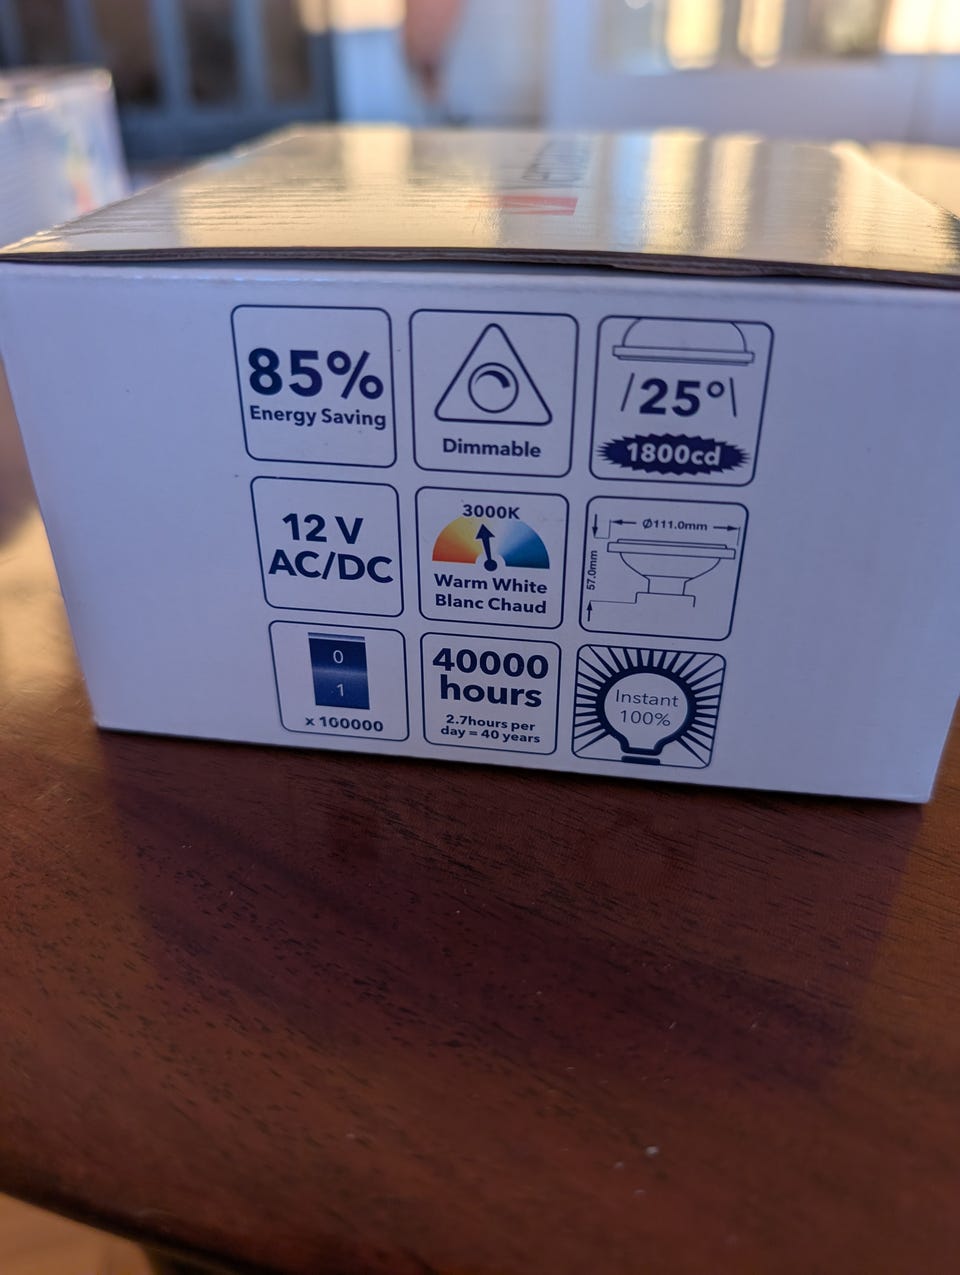 85%
Energy Saving
Dimmable
/25°\
1800cd
12 V
AC/DC
3000K
Warm White
Blanc Chaud
Ø111.0mm
57.0mm
0
1
x 100000
40000
hours
2.7hours per
day = 40 years
Instant
100%